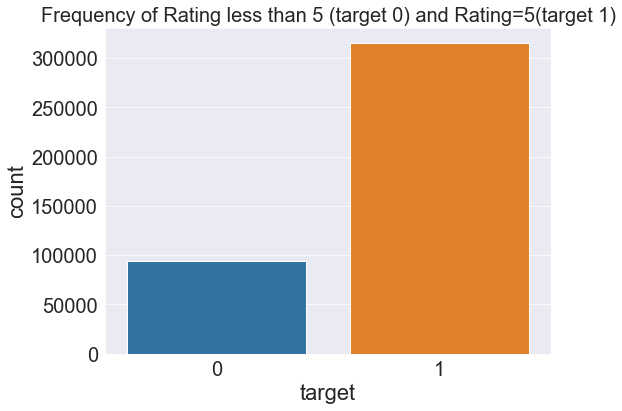 Frequency of Rating less than 5 (target 0) and Rating=5(target 1)
300000
250000
200000
150000
100000
50000
0
count
0 1
target